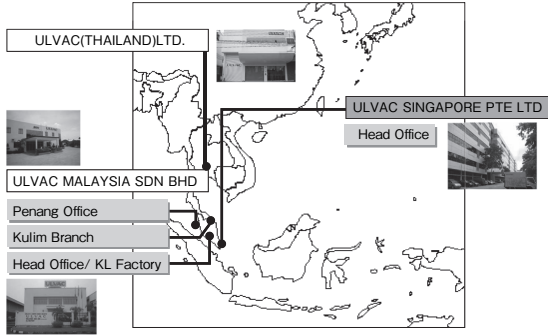 ULVAC(THAILAND)LTD.
ULVAC SINGAPORE PTE LTD
Head Office
ULVAC MALAYSIA SDN BHD
Penang Office
Kulim Branch
Head Office/ KL Factory